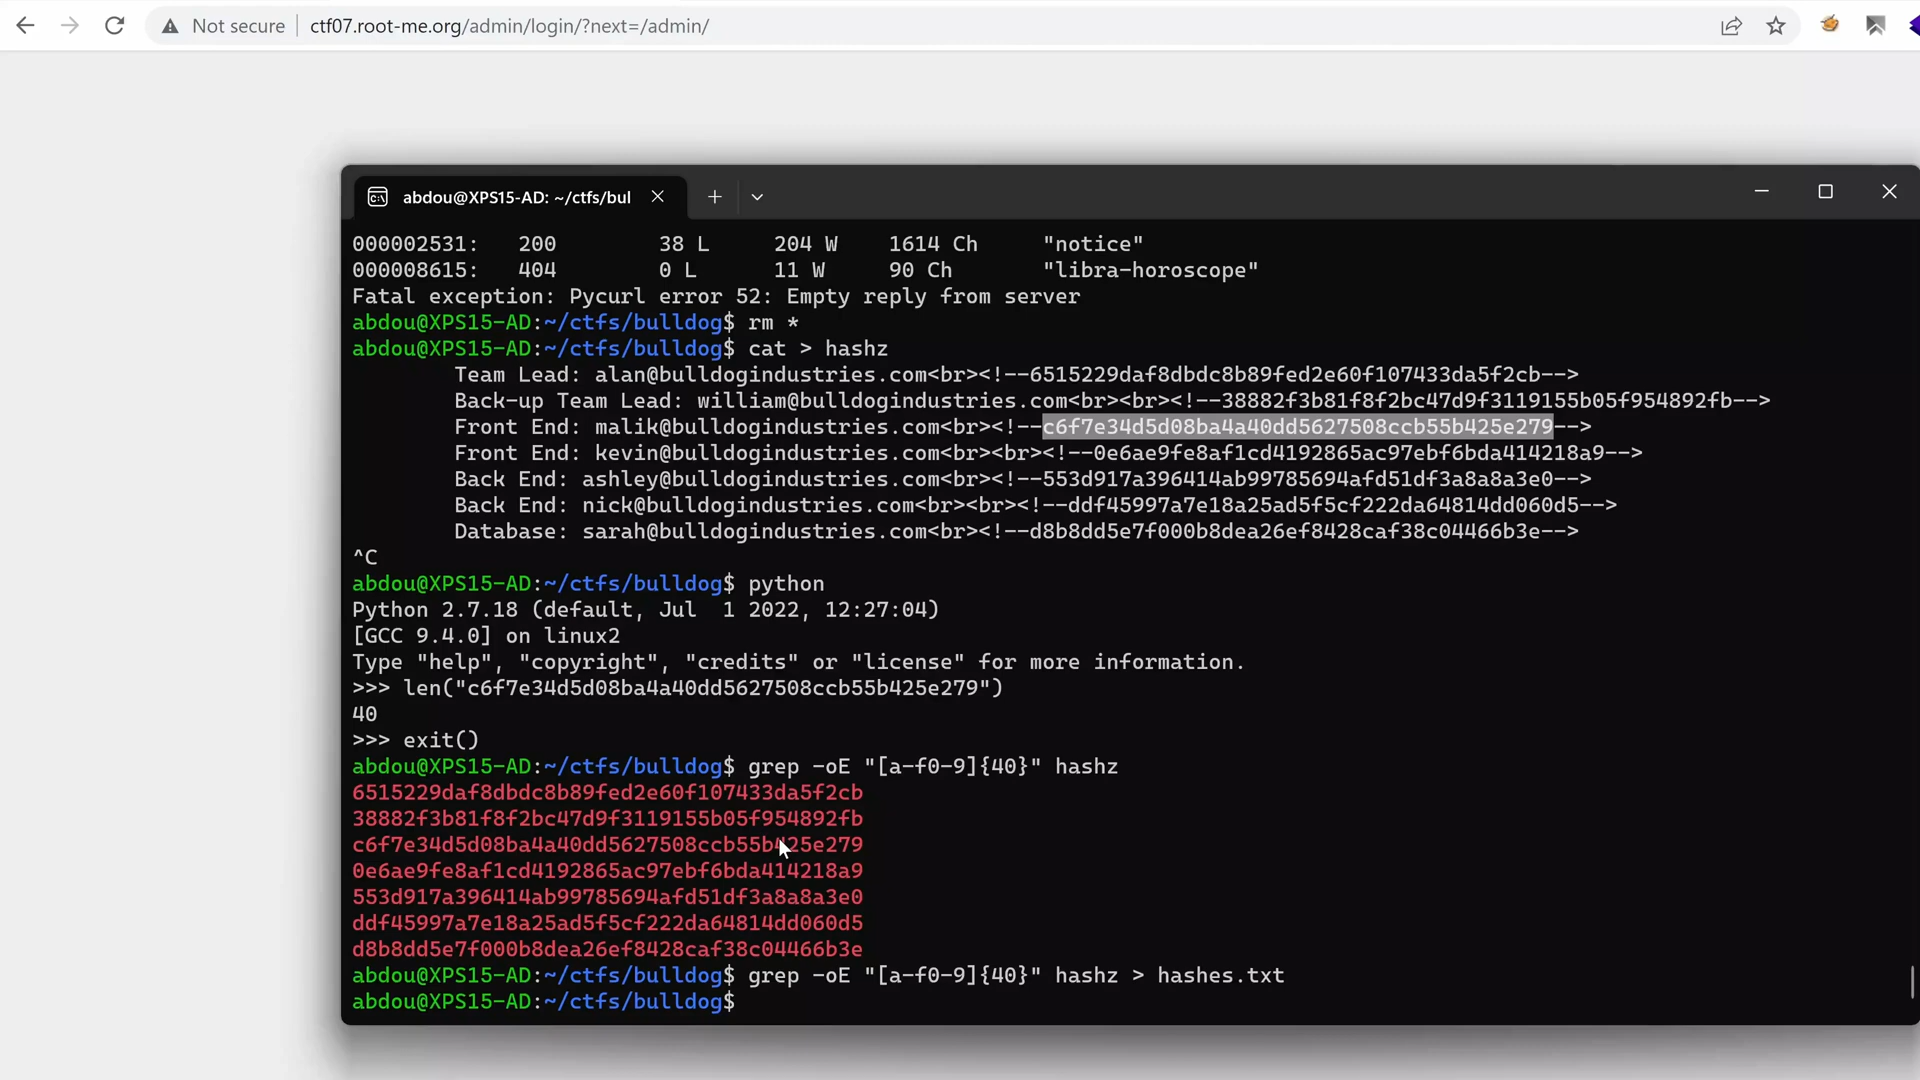 Not secure
ctf07.root-me.org/admin/login/?next=/admin/
abdou@XPS15-AD: ~/ctfs/bul
000002531: 200 38 L 204 W 1614 Ch "notice"
000008615: 404 0 L 11 W 90 Ch "libra-horoscope"
Fatal exception: Pycurl error 52: Empty reply from server
abdou@XPS15-AD:~/ctfs/bulldog$ rm *
abdou@XPS15-AD:~/ctfs/bulldog$ cat > hashz
Team Lead: alan@bulldogindustries.com<br><!--6515229daf8dbdc8b89fed2e60f107433da5f2cb-->
Back-up Team Lead: william@bulldogindustries.com<br><br><!--38882f3b81f8f2bc47d9f3119155b05f954892fb-->
Front End: malik@bulldogindustries.com<br><!--c6f7e34d5d08ba4a40dd5627508ccb55b425e279-->
Front End: kevin@bulldogindustries.com<br><br><!--0e6ae9fe8af1cd4192865ac97ebf6bda414218a9-->
Back End: ashley@bulldogindustries.com<br><!--553d917a396414ab99785694afd51df3a8a8a3e0-->
Back End: nick@bulldogindustries.com<br><br><!--ddf45997a7e18a25ad5f5cf222da64814dd060d5-->
Database: sarah@bulldogindustries.com<br><!--d8b8dd5e7f000b8dea26ef8428caf38c04466b3e-->
^C
abdou@XPS15-AD:~/ctfs/bulldog$ python
Python 2.7.18 (default, Jul  1 2022, 12:27:04)
[GCC 9.4.0] on linux2
Type "help", "copyright", "credits" or "license" for more information.
>>> len("c6f7e34d5d08ba4a40dd5627508ccb55b425e279")
40
>>> exit()
abdou@XPS15-AD:~/ctfs/bulldog$ grep -oE "[a-f0-9]{40}" hashz
6515229daf8dbdc8b89fed2e60f107433da5f2cb
38882f3b81f8f2bc47d9f3119155b05f954892fb
c6f7e34d5d08ba4a40dd5627508ccb55b425e279
0e6ae9fe8af1cd4192865ac97ebf6bda414218a9
553d917a396414ab99785694afd51df3a8a8a3e0
ddf45997a7e18a25ad5f5cf222da64814dd060d5
d8b8dd5e7f000b8dea26ef8428caf38c04466b3e
abdou@XPS15-AD:~/ctfs/bulldog$ grep -oE "[a-f0-9]{40}" hashz > hashes.txt
abdou@XPS15-AD:~/ctfs/bulldog$